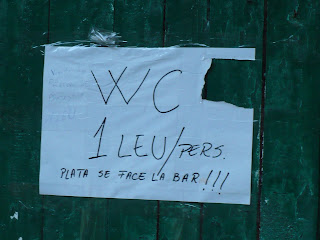 WC
1 LEU/PERS.
PLATA SE FACE LA BAR!!!